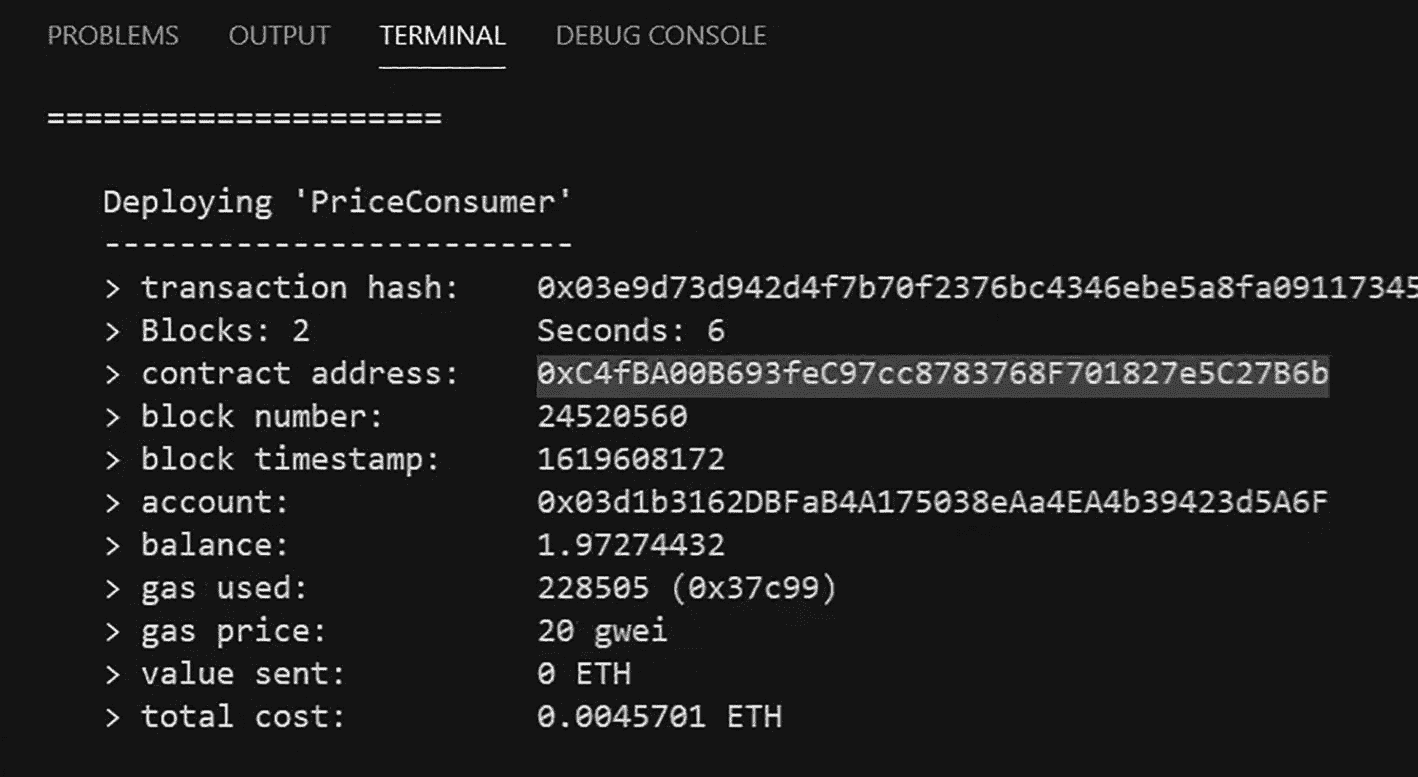 PROBLEMS OUTPUT TERMINAL DEBUG CONSOLE
======================
Deploying 'PriceConsumer'
-------------------------
> transaction hash: 0x03e9d73d942d4f7b70f2376bc4346ebe5a8fa09117345
> Blocks: 2 Seconds: 6
> contract address: 0xC4fBA00B693feC97cc8783768F701827e5C27B6b
> block number: 24520560
> block timestamp: 1619608172
> account: 0x03d1b3162DBFaB4A175038eAa4EA4b39423d5A6F
> balance: 1.97274432
> gas used: 228505 (0x37c99)
> gas price: 20 gwei
> value sent: 0 ETH
> total cost: 0.0045701 ETH